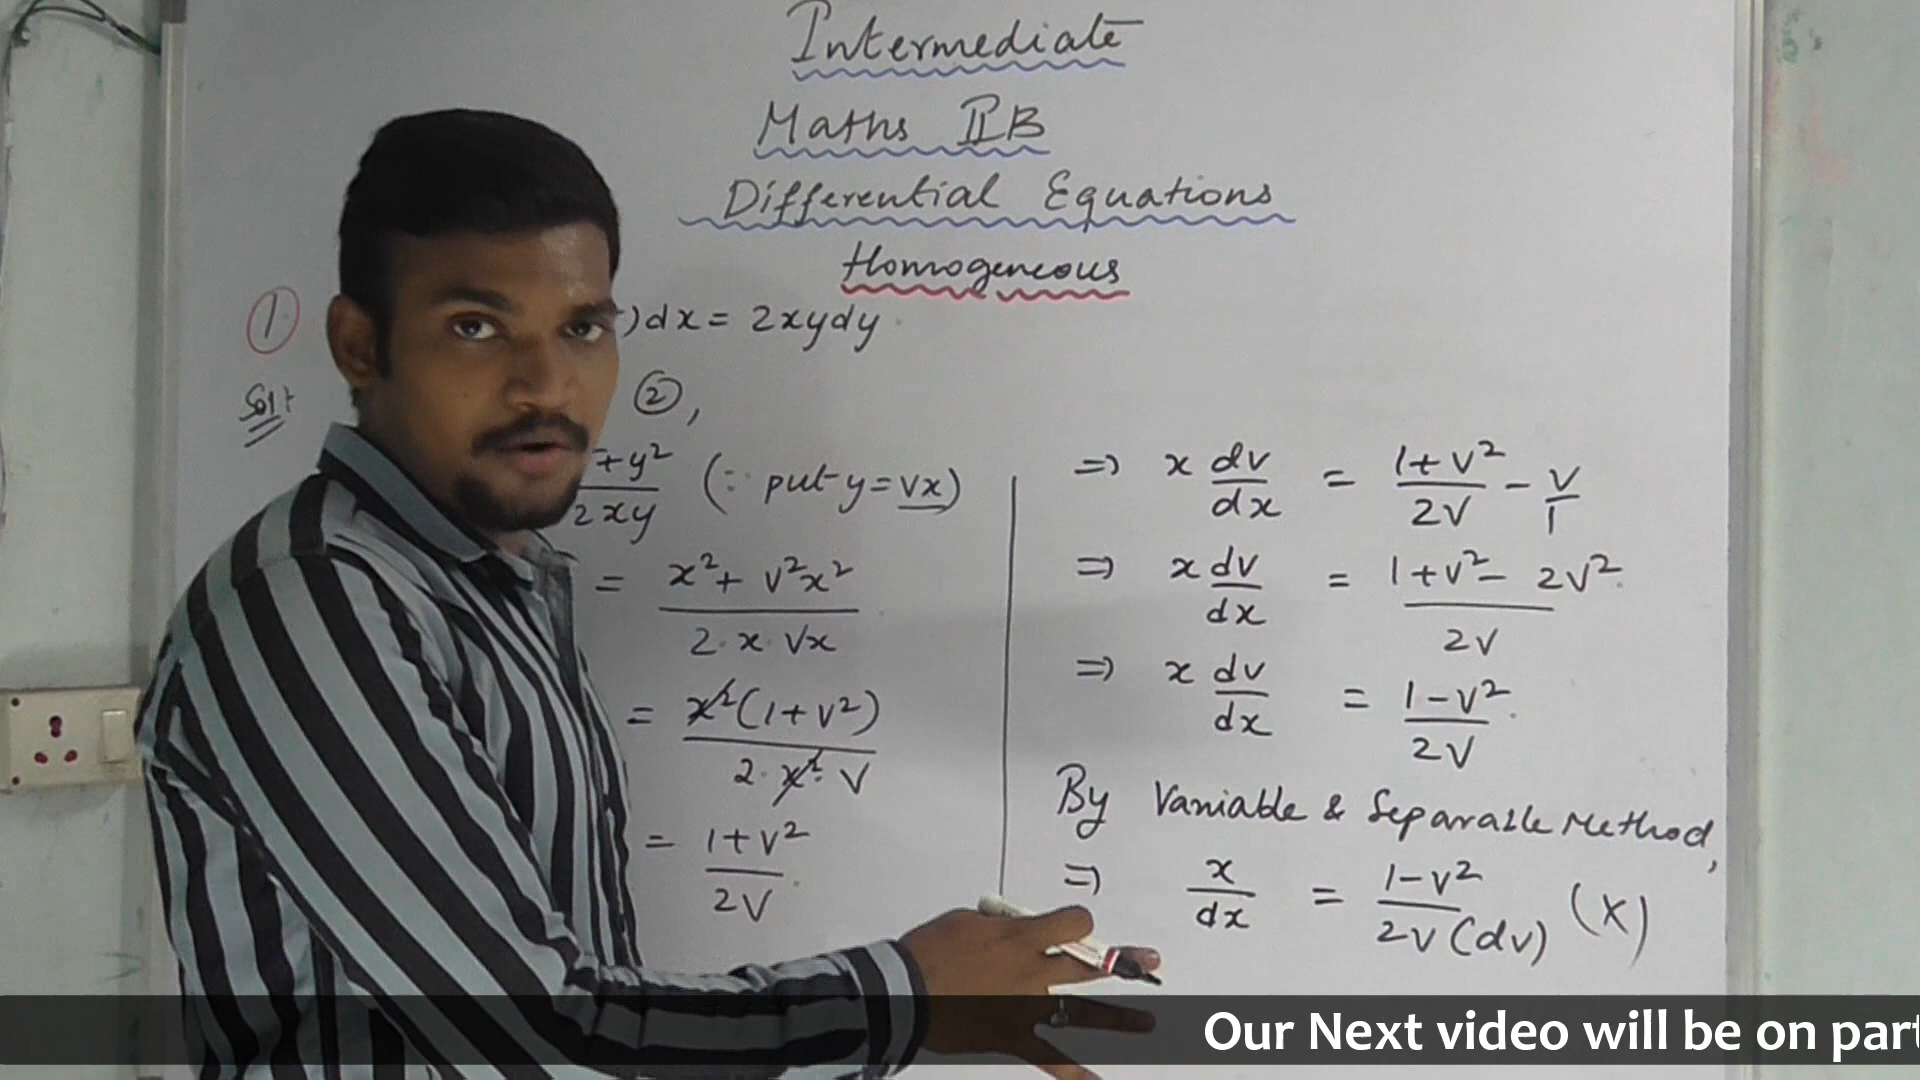 Intermediate
Maths IIB
Differential Equations
Homogeneous
1. )dx = 2xydy
Sol:
②,
+y²/2xy (∵ put y = vx)
= x² + v²x² / 2·x·vx
= x²(1+v²) / 2·x²·v
= 1+v² / 2v
⇒ x dv/dx = 1+v²/2v - v/1
⇒ x dv/dx = 1+v²- 2v² / 2v
⇒ x dv/dx = 1-v² / 2v
By Variable & Separable Method,
⇒ x/dx = 1-v² / 2v(dv) (X)
Our Next video will be on part